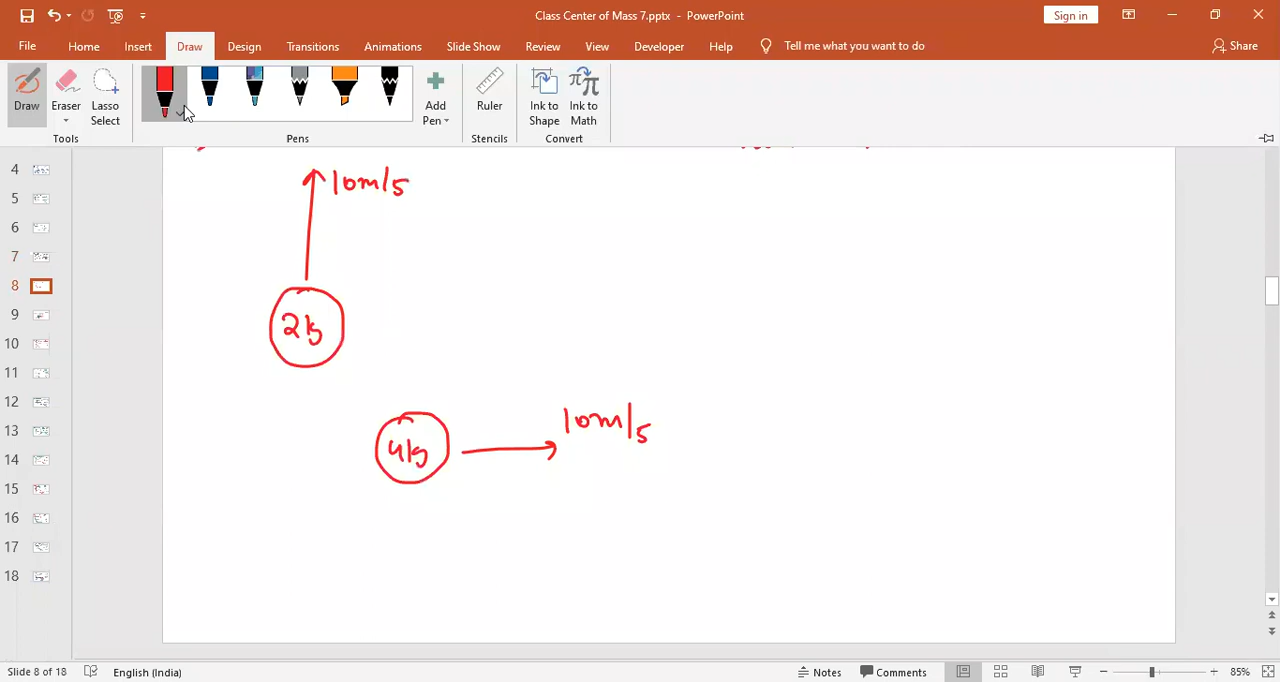 Class Center of Mass 7.pptx - PowerPoint
Sign in
File Home Insert Draw Design Transitions Animations Slide Show Review View Developer Help Tell me what you want to do Share
Draw Eraser Lasso Select Add Pen Ruler Ink to Shape Ink to Math
Tools Pens Stencils Convert
4
5
6
7
8
9
10
11
12
13
14
15
16
17
18
10m/s
2kg
10m/s
4kg
Slide 8 of 18 English (India) Notes Comments 85%